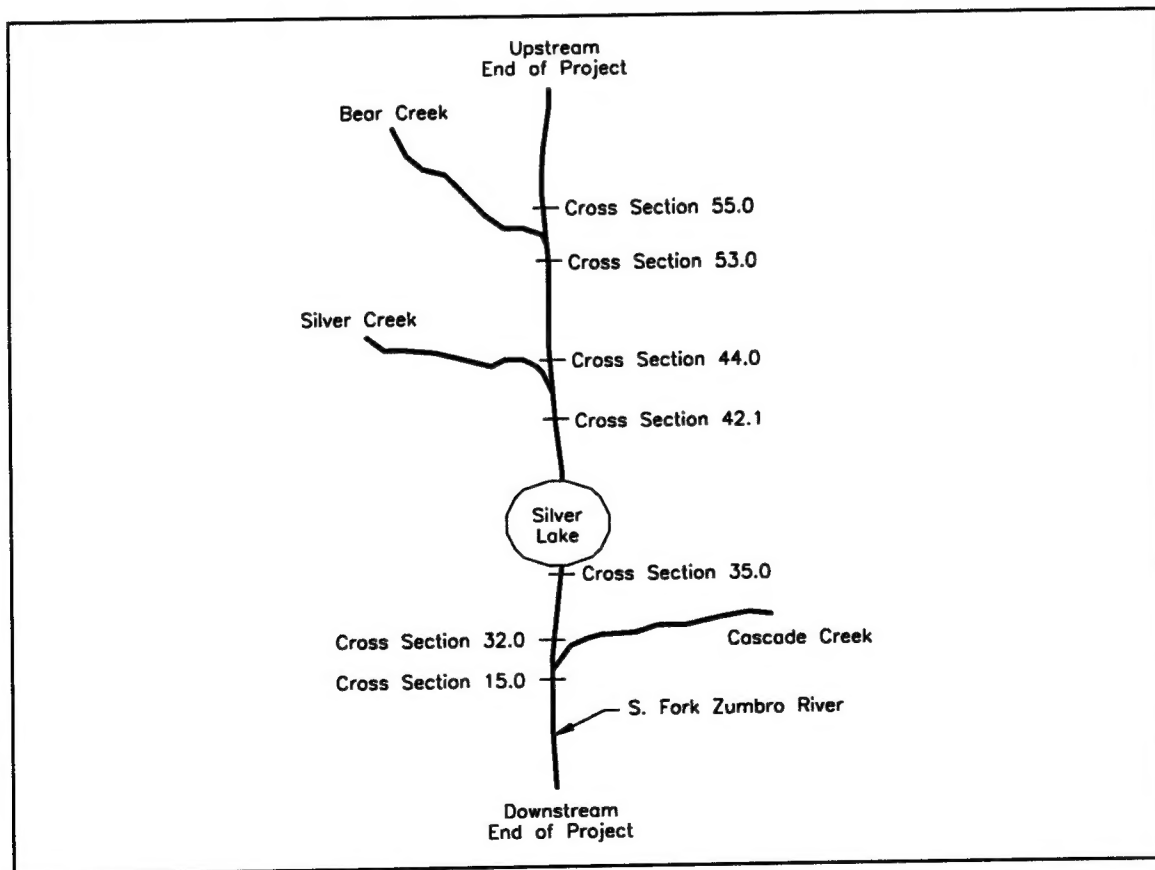 Upstream
End of Project
Bear Creek
Cross Section 55.0
Cross Section 53.0
Silver Creek
Cross Section 44.0
Cross Section 42.1
Silver
Lake
Cross Section 35.0
Cross Section 32.0
Cascade Creek
Cross Section 15.0
S. Fork Zumbro River
Downstream
End of Project